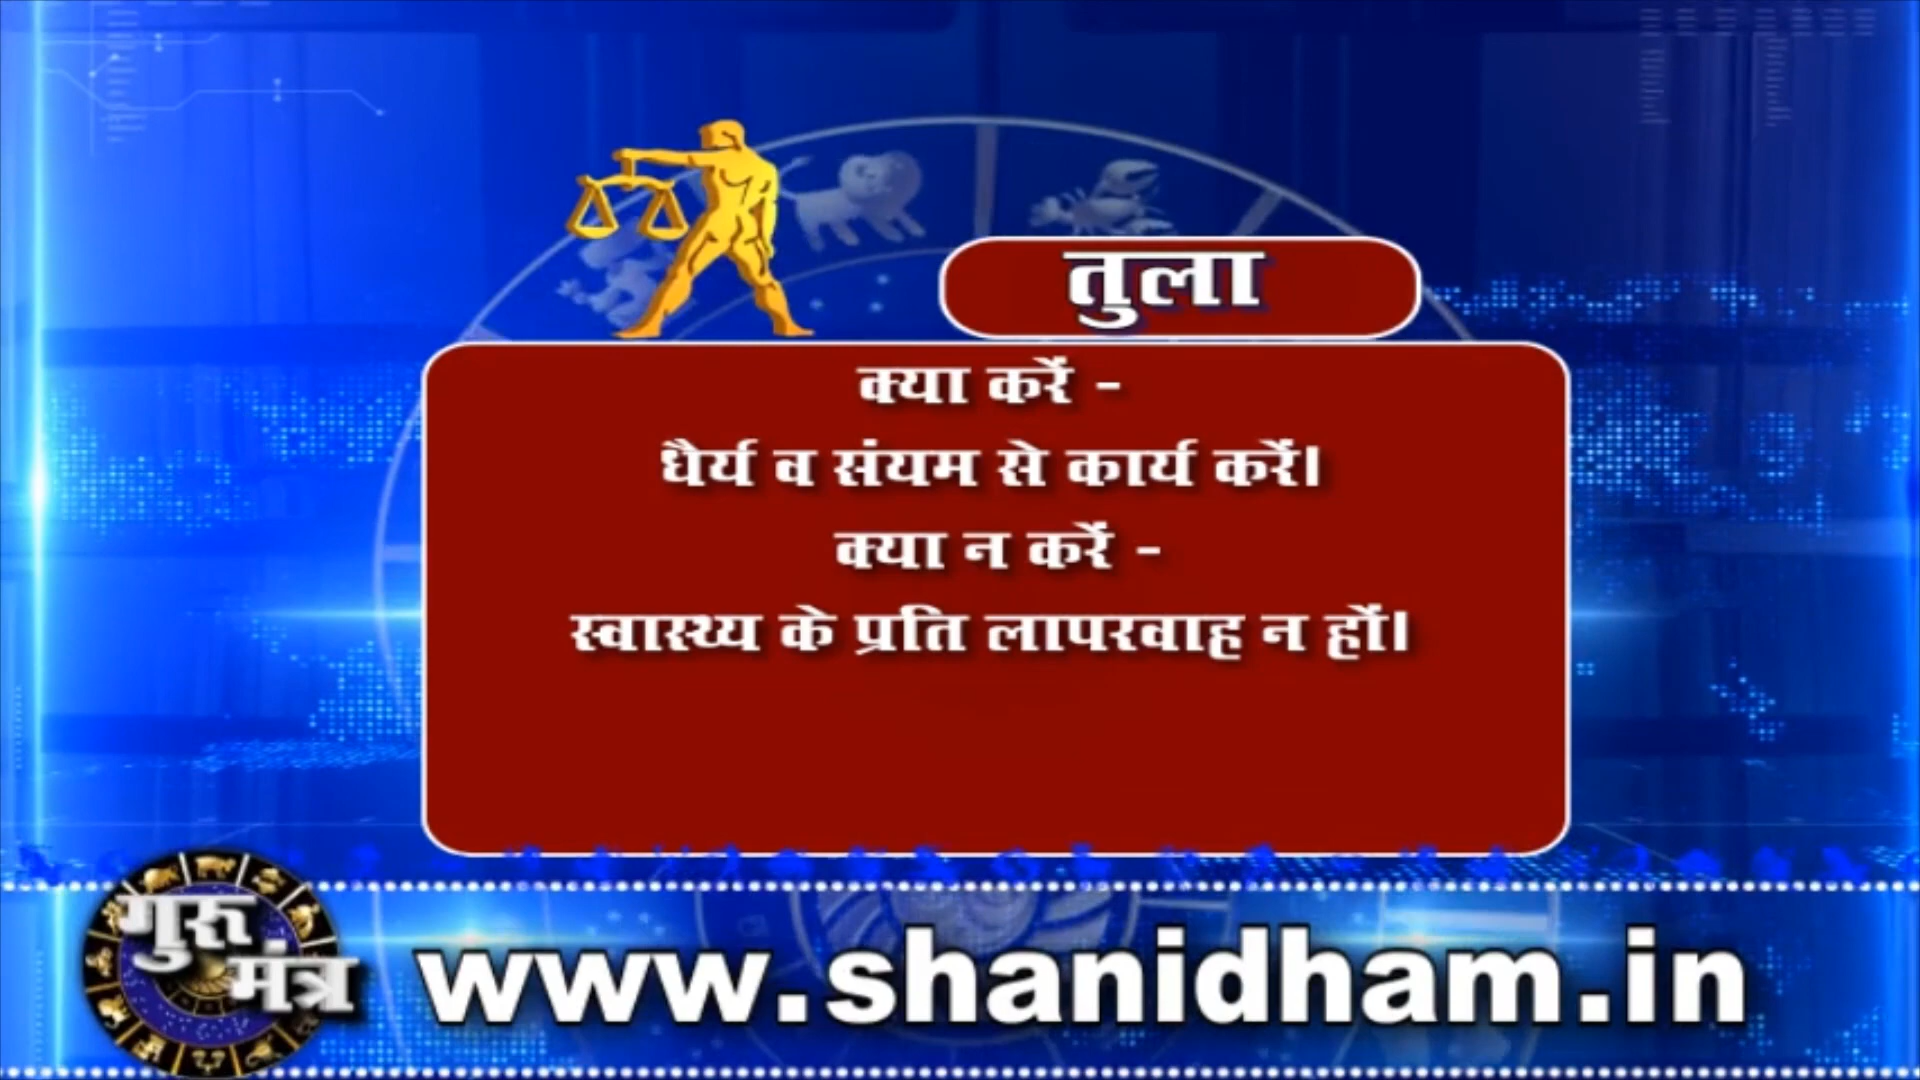 तुला
क्या करें -
धैर्य व संयम से कार्य करें।
क्या न करें -
स्वास्थ्य के प्रति लापरवाह न हों।
गुरु
मंत्र
www.shanidham.in